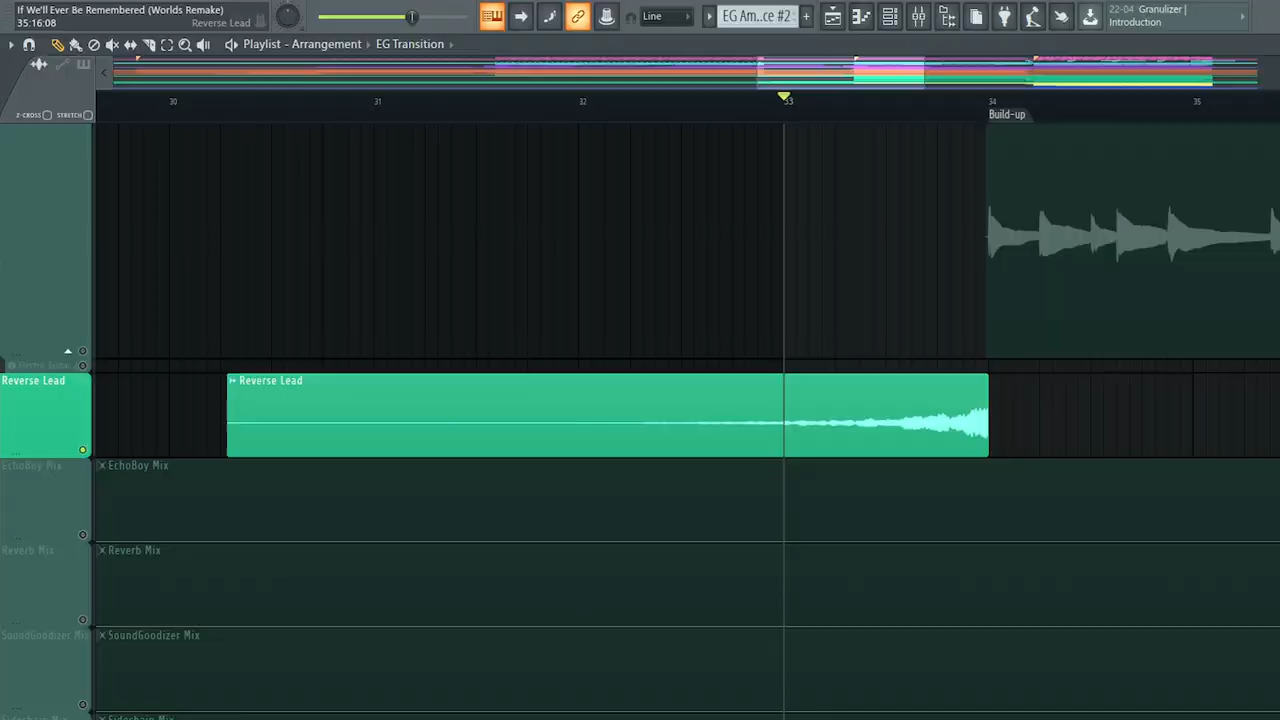 If We'll Ever Be Remembered (Worlds Remake)
35:16:08
Reverse Lead
Line
EG Am..ce #2
22-04 Granulizer |
Introduction
Playlist - Arrangement
EG Transition
Z-CROSS
STRETCH
30
31
32
33
34
35
Build-up
Reverse Lead
Reverse Lead
EchoBoy Mix
EchoBoy Mix
Reverb Mix
Reverb Mix
SoundGoodizer Mix
SoundGoodizer Mix